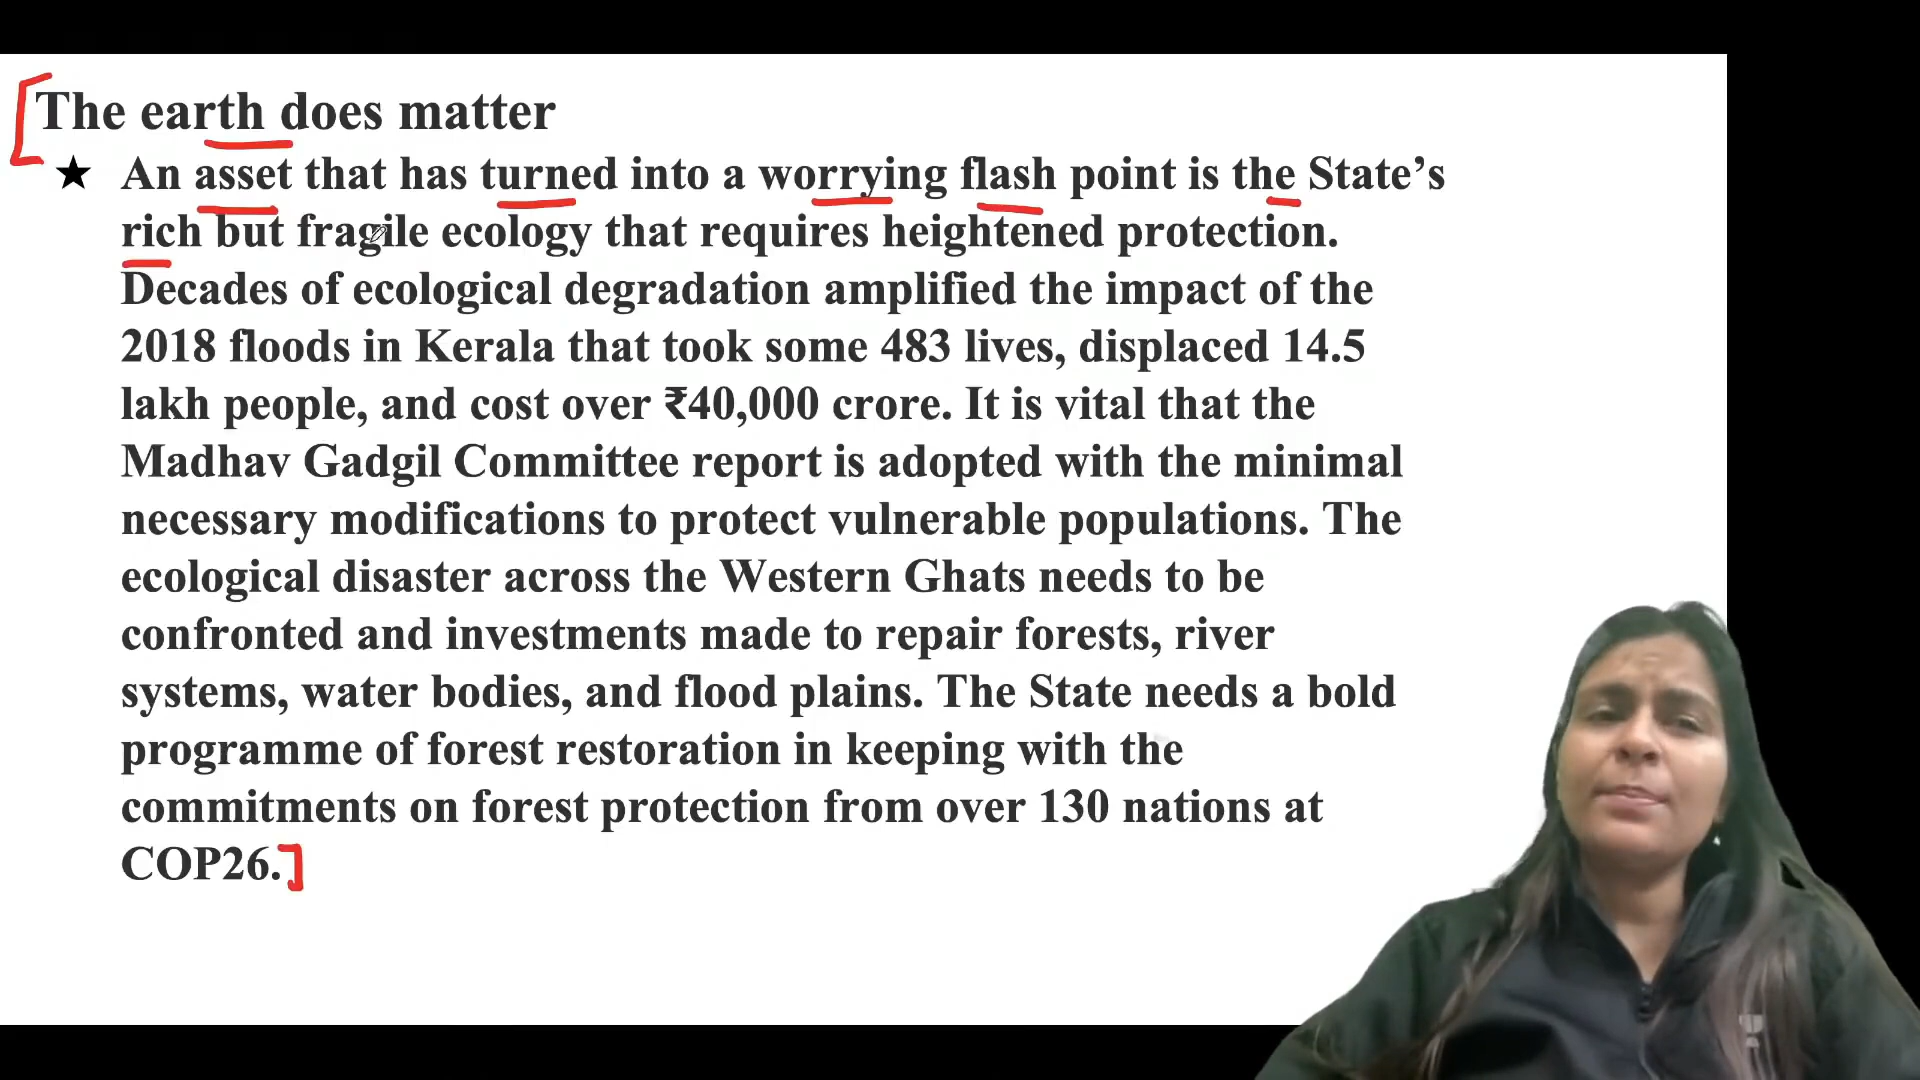 The earth does matter
★ An asset that has turned into a worrying flash point is the State’s
rich but fragile ecology that requires heightened protection.
Decades of ecological degradation amplified the impact of the
2018 floods in Kerala that took some 483 lives, displaced 14.5
lakh people, and cost over ₹40,000 crore. It is vital that the
Madhav Gadgil Committee report is adopted with the minimal
necessary modifications to protect vulnerable populations. The
ecological disaster across the Western Ghats needs to be
confronted and investments made to repair forests, river
systems, water bodies, and flood plains. The State needs a bold
programme of forest restoration in keeping with the
commitments on forest protection from over 130 nations at
COP26.